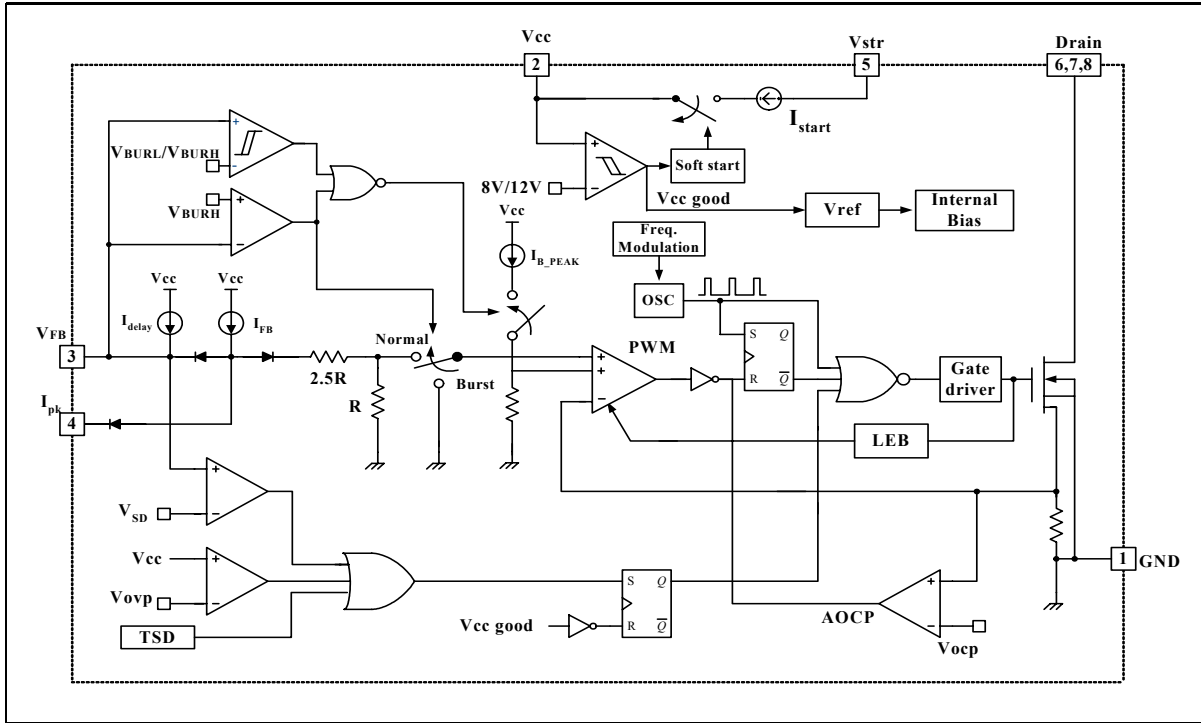 Vcc
Vstr
Drain
2
5
6,7,8
Istart
+
-
VBURL/VBURH
+
−
8V/12V
Soft start
Vcc good
Vref
Internal
Bias
VBURH
+
−
Vcc
IB_PEAK
Freq.
Modulation
OSC
Vcc
Vcc
Idelay
IFB
VFB
3
Normal
Burst
2.5R
R
PWM
+
+
−
S Q
R Q
Gate
driver
LEB
Ipk
4
+
−
VSD
Vcc
+
Vovp
−
TSD
S Q
R Q
Vcc good
AOCP
+
−
Vocp
1
GND